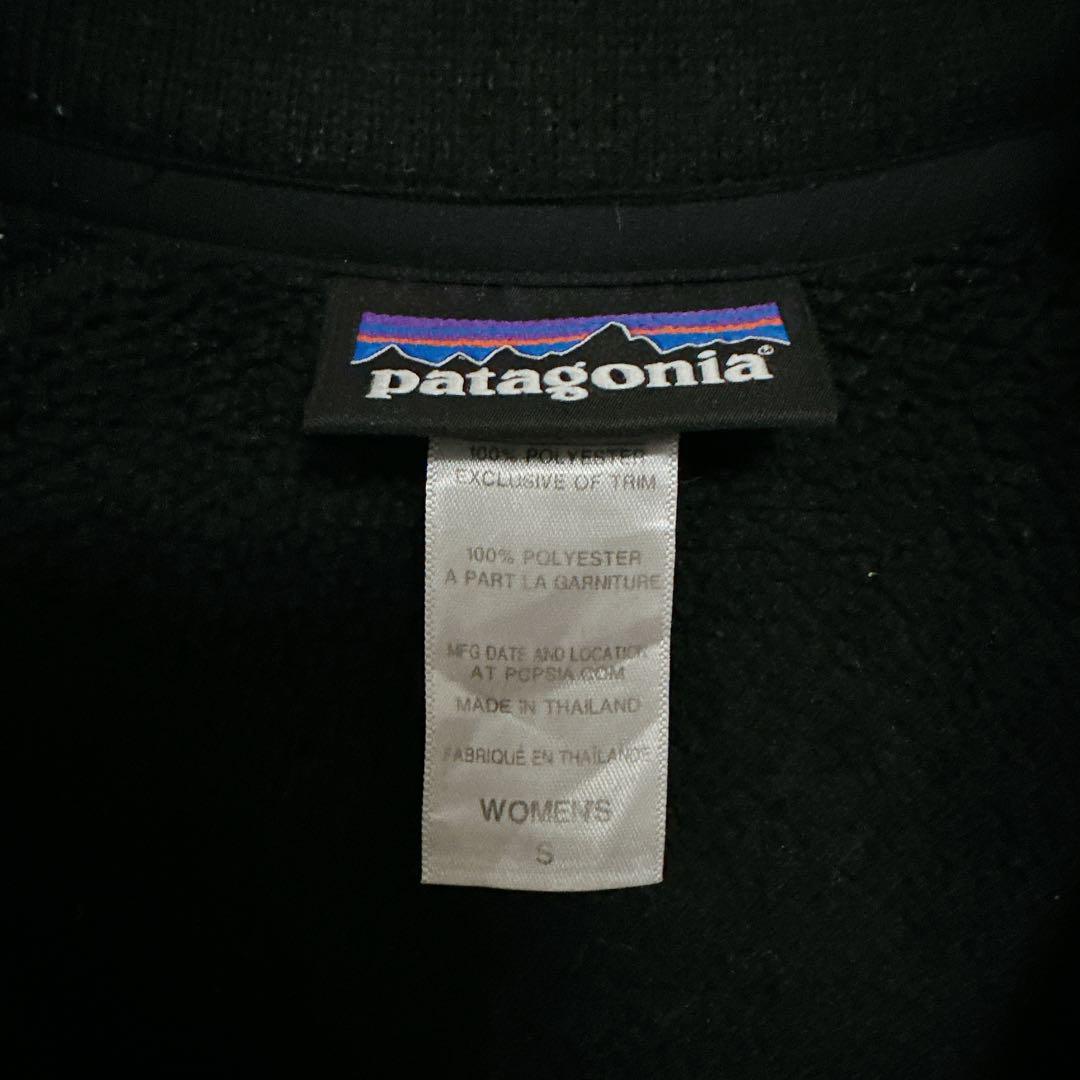 patagonia®
100% POLYESTER
EXCLUSIVE OF TRIM
100% POLYESTER
A PART LA GARNITURE
MFG DATE AND LOCATION
AT PCPSIA.COM
MADE IN THAILAND
FABRIQUÉ EN THAÏLANDE
WOMEN'S
S